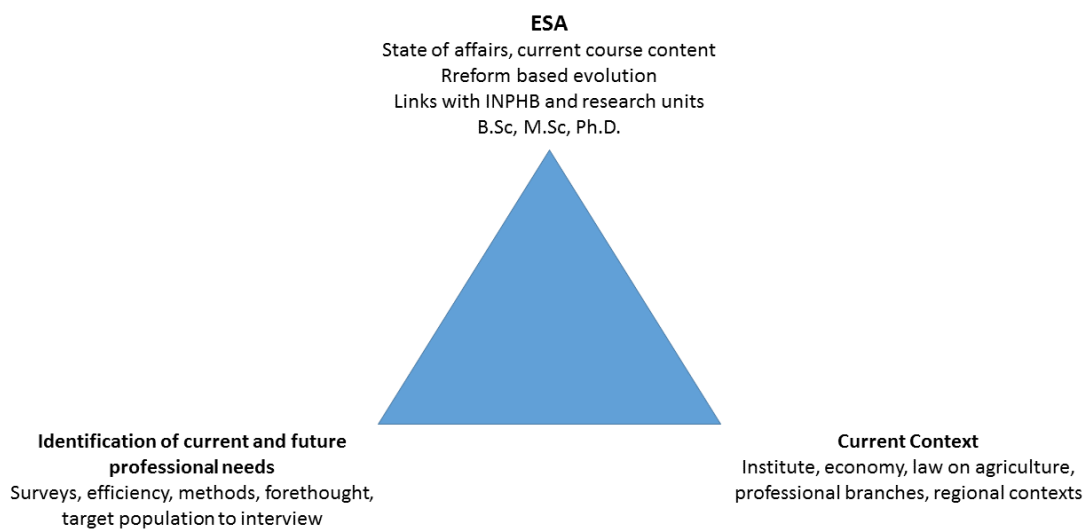 ESA
State of affairs, current course content
Rreform based evolution
Links with INPHB and research units
B.Sc, M.Sc, Ph.D.
Identification of current and future
professional needs
Surveys, efficiency, methods, forethought,
target population to interview
Current Context
Institute, economy, law on agriculture,
professional branches, regional contexts